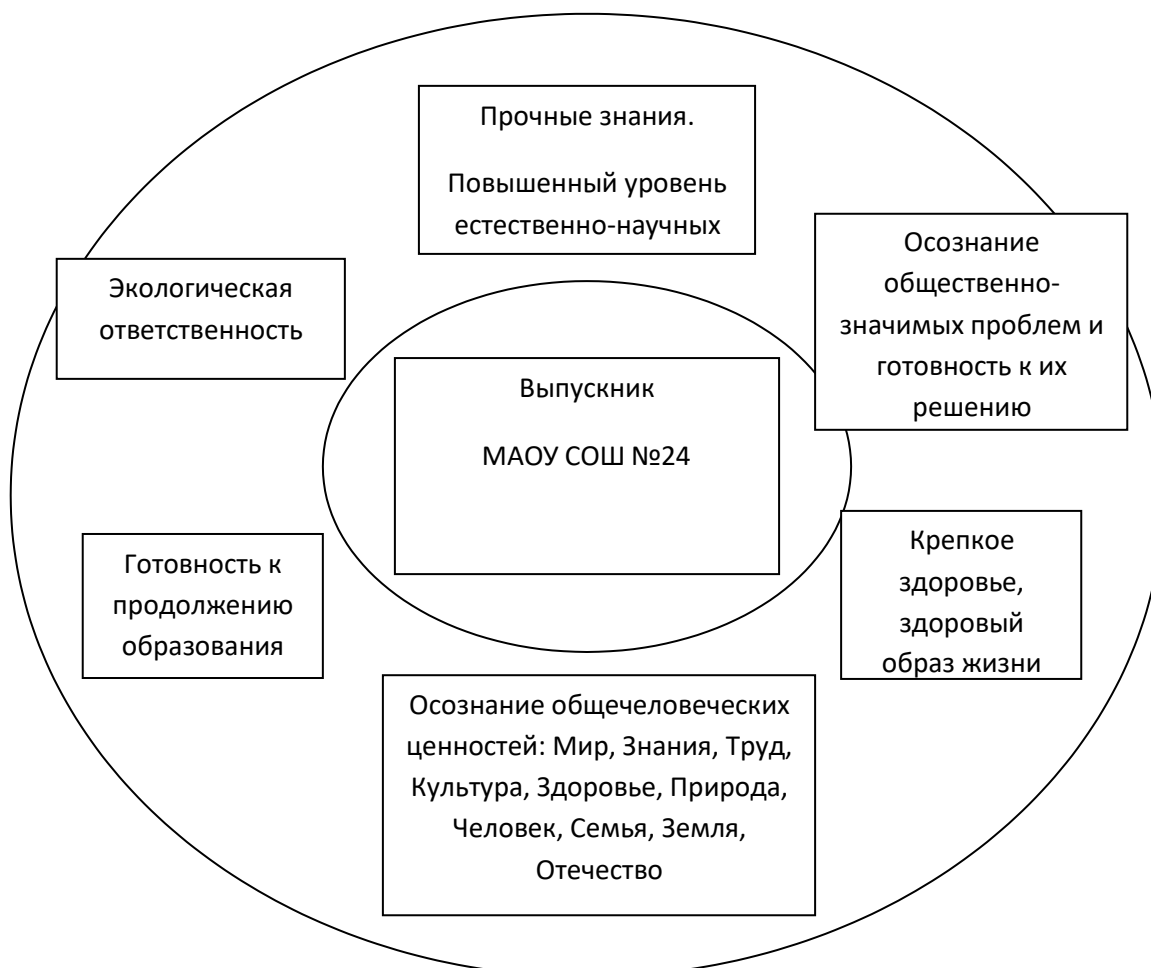 Прочные знания.
Повышенный уровень
естественно-научных
Экологическая
ответственность
Осознание
общественно-
значимых проблем и
готовность к их
решению
Выпускник
МАОУ СОШ №24
Готовность к
продолжению
образования
Крепкое
здоровье,
здоровый
образ жизни
Осознание общечеловеческих
ценностей: Мир, Знания, Труд,
Культура, Здоровье, Природа,
Человек, Семья, Земля,
Отечество